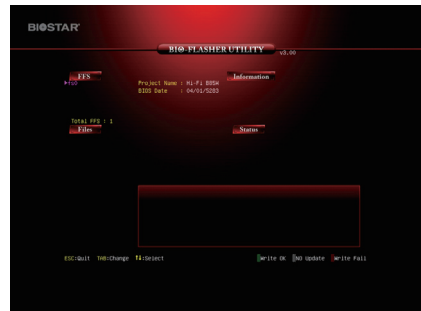 BIOSTAR
BIO-FLASHER UTILITY v3.00
FFS Information
fs0
Project Name : Hi-Fi B85W
BIOS Date : 04/01/5283
Total FFS : 1
Files Status
ESC:Quit TAB:Change ↑↓:Select Write OK NO Update Write Fail